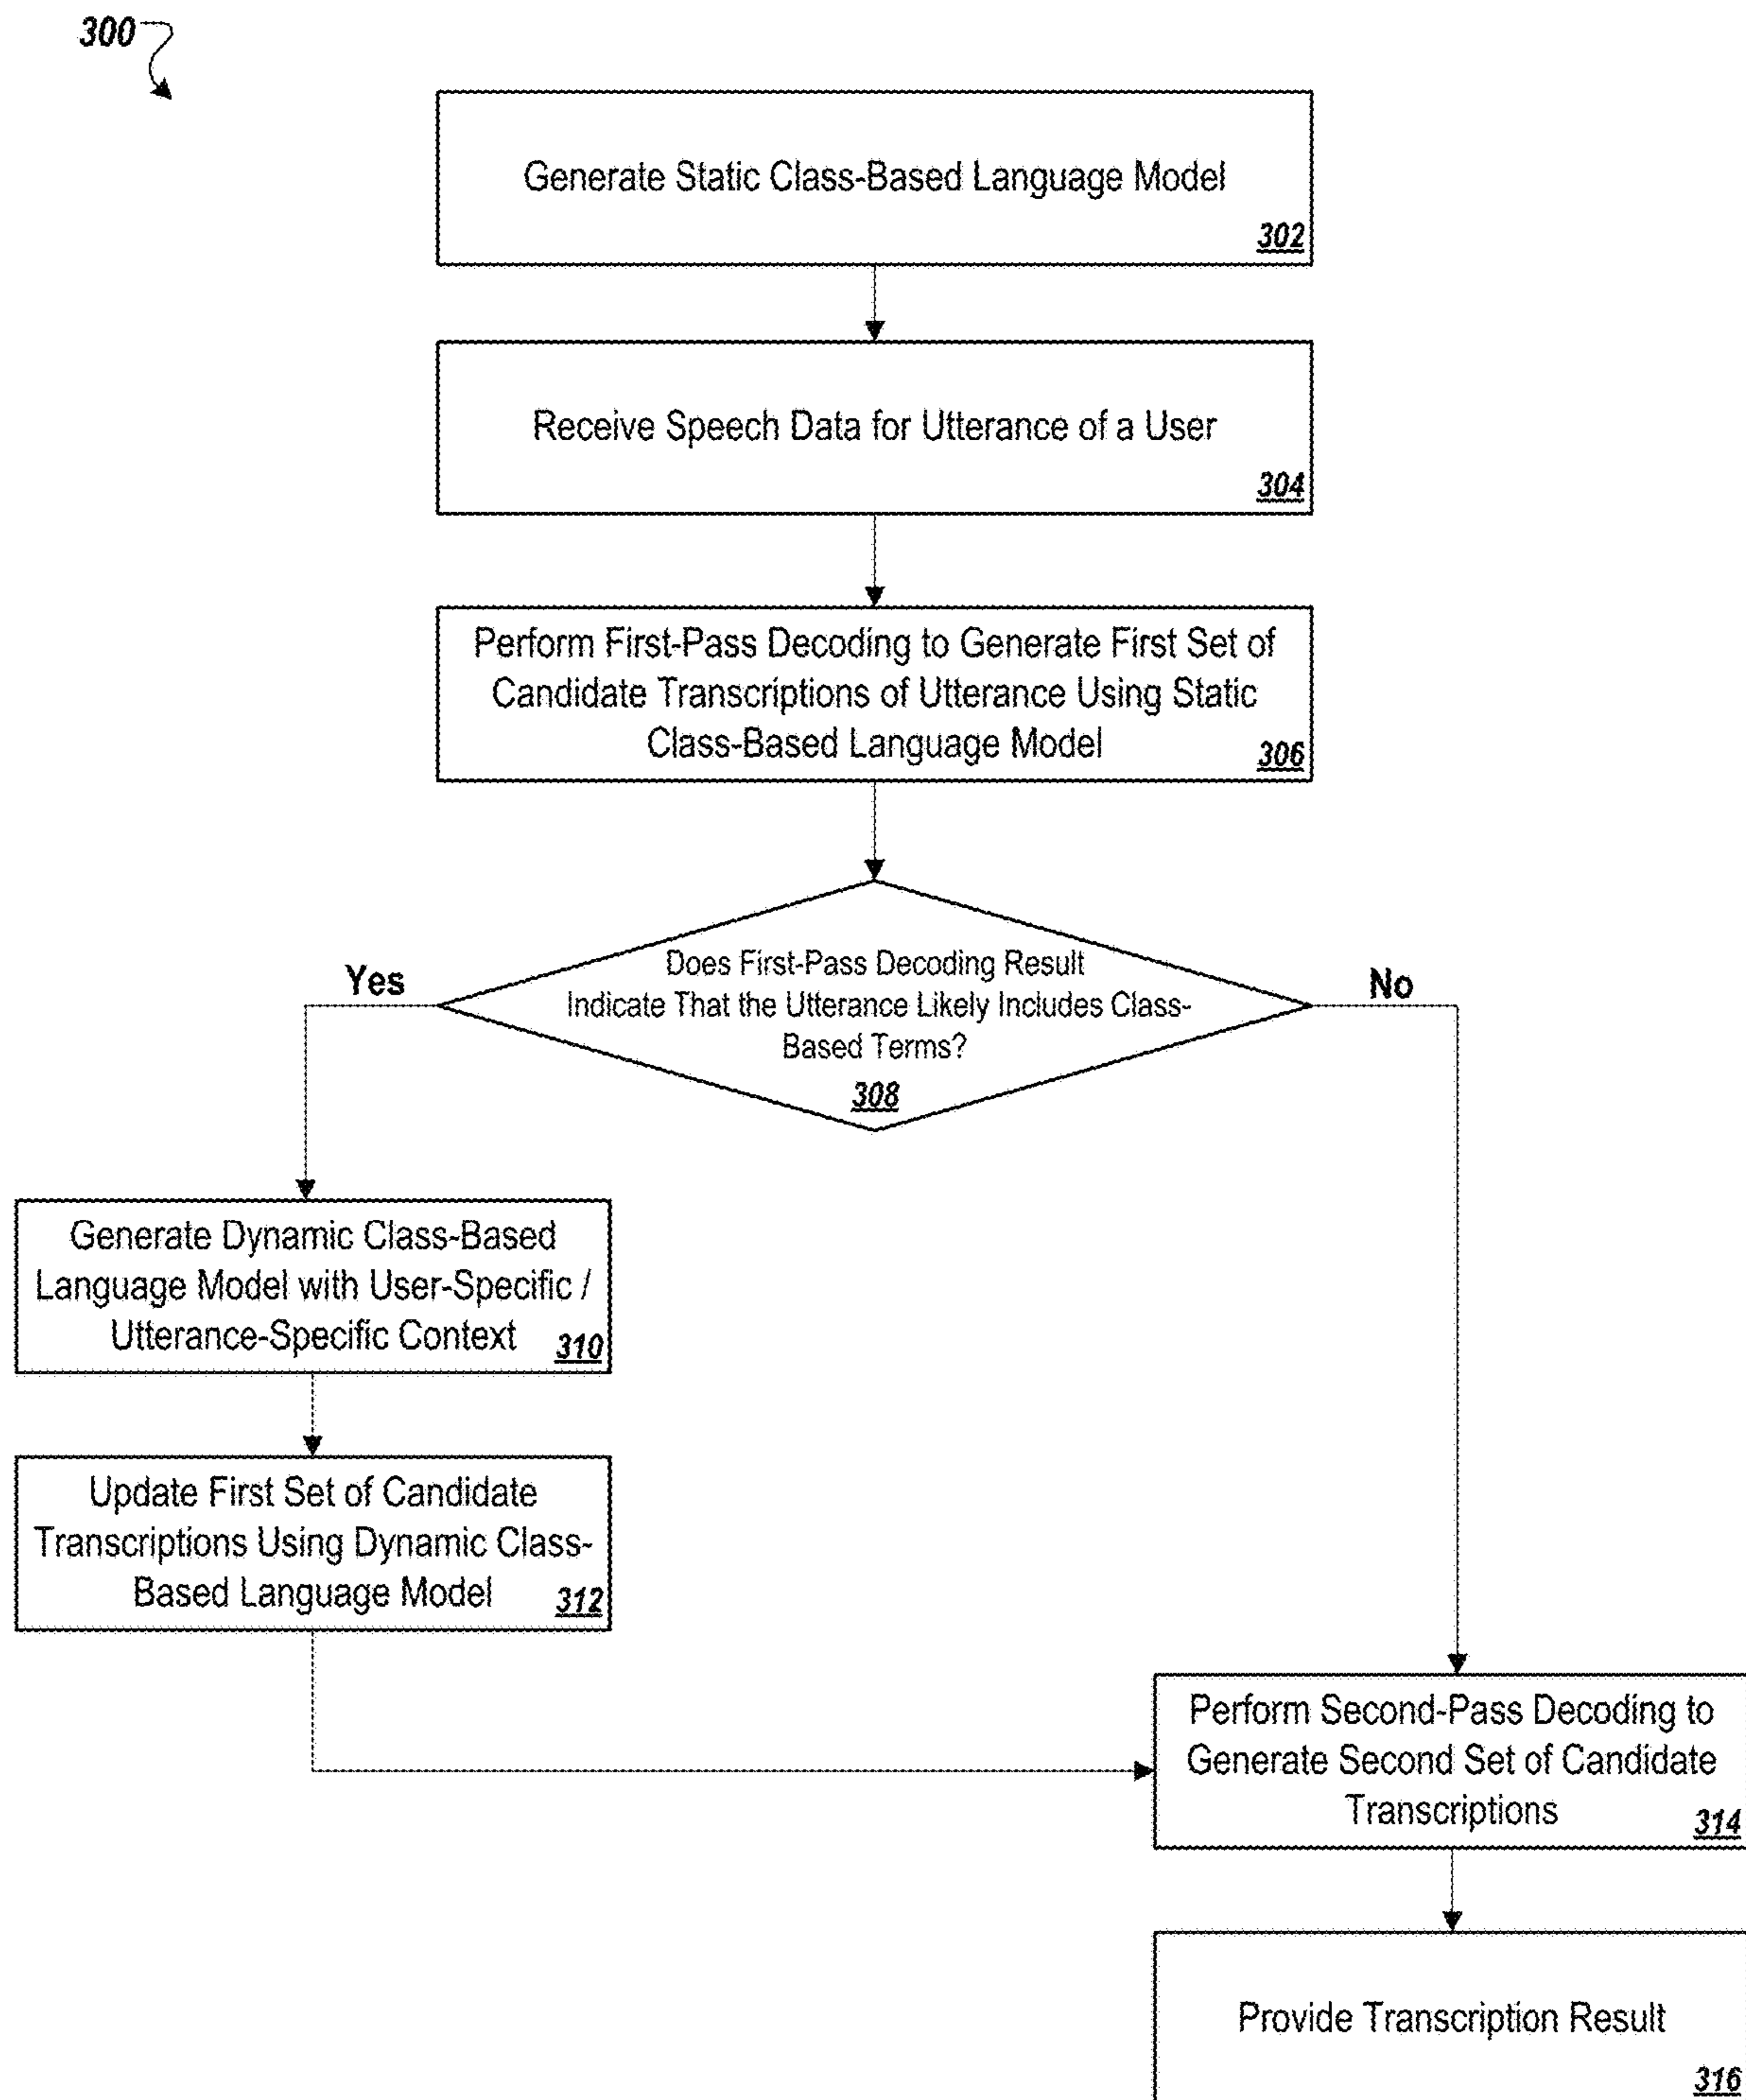 300
Generate Static Class-Based Language Model
302
Receive Speech Data for Utterance of a User
304
Perform First-Pass Decoding to Generate First Set of
Candidate Transcriptions of Utterance Using Static
Class-Based Language Model
306
Does First-Pass Decoding Result
Indicate That the Utterance Likely Includes Class-
Based Terms?
308
Yes
No
Generate Dynamic Class-Based
Language Model with User-Specific /
Utterance-Specific Context
310
Update First Set of Candidate
Transcriptions Using Dynamic Class-
Based Language Model
312
Perform Second-Pass Decoding to
Generate Second Set of Candidate
Transcriptions
314
Provide Transcription Result
316